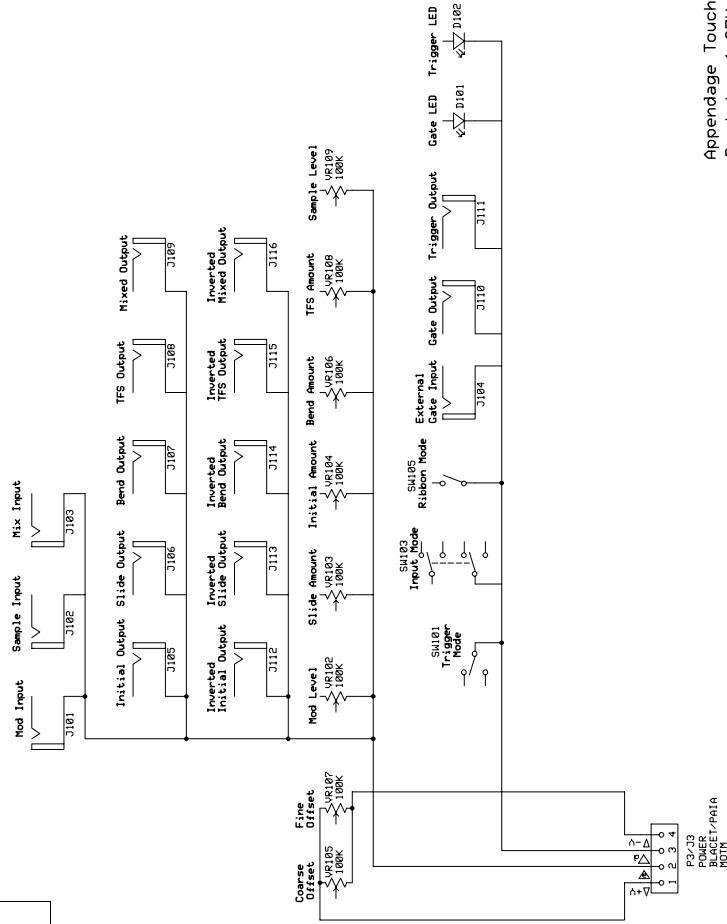 Trigger LED
D102
Gate LED
D101
Appendage Touch
Sample Level
VR109
100K
Trigger Output
J111
Mixed Output
J109
Inverted
Mixed Output
J116
TFS Amount
VR108
100K
Gate Output
J110
TFS Output
J108
Inverted
TFS Output
J115
Bend Amount
VR106
100K
External
Gate Input
J104
Mix Input
J103
Bend Output
J107
Inverted
Bend Output
J114
Initial Amount
VR104
100K
SW105
Ribbon Mode
Sample Input
J102
Slide Output
J106
Inverted
Slide Output
J113
Slide Amount
VR103
100K
SW103
Input Mode
Mod Input
J101
Initial Output
J105
Inverted
Initial Output
J112
Mod Level
VR102
100K
SW101
Trigger
Mode
Fine
Offset
VR107
100K
Coarse
Offset
VR105
100K
V+
V-
1 2 3 4
P3/J3
POWER
BLACET/PAIA
MOTM